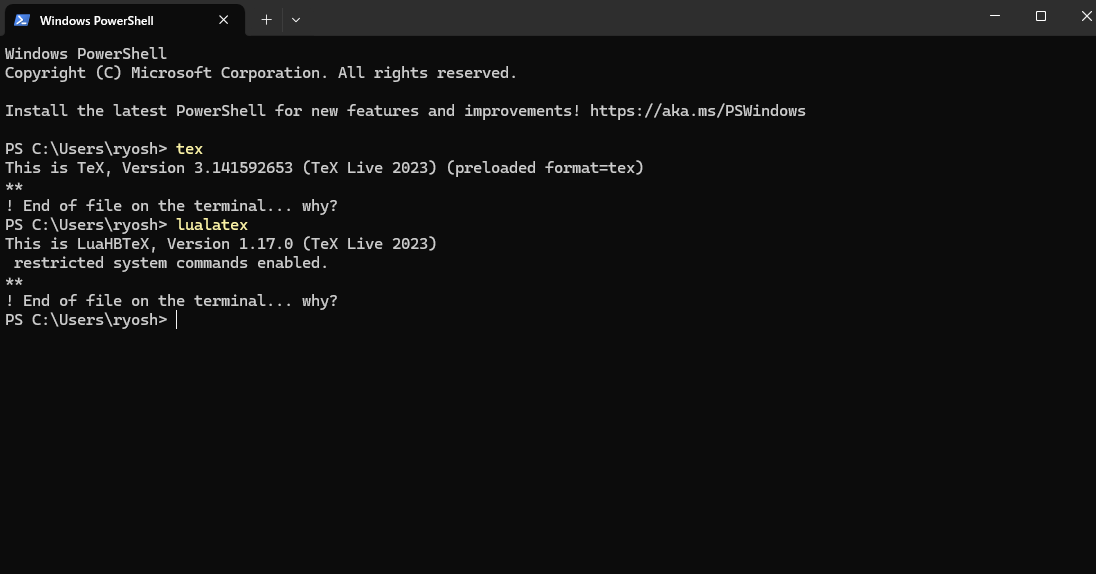 Windows PowerShell
Windows PowerShell
Copyright (C) Microsoft Corporation. All rights reserved.
Install the latest PowerShell for new features and improvements! https://aka.ms/PSWindows
PS C:\Users\ryosh> tex
This is TeX, Version 3.141592653 (TeX Live 2023) (preloaded format=tex)
**
! End of file on the terminal... why?
PS C:\Users\ryosh> lualatex
This is LuaHBTeX, Version 1.17.0 (TeX Live 2023)
 restricted system commands enabled.
**
! End of file on the terminal... why?
PS C:\Users\ryosh>